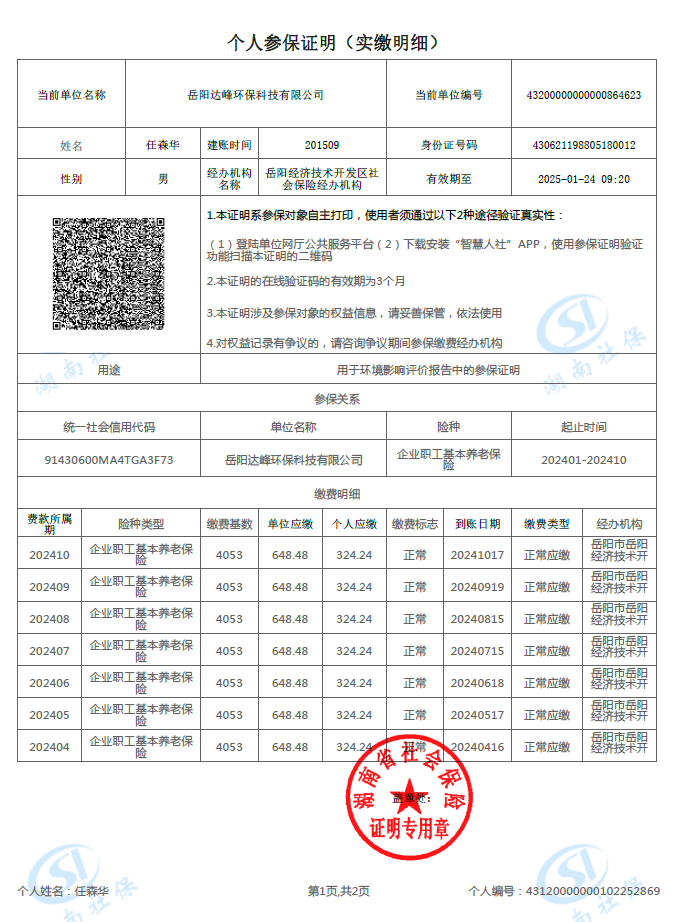 个人参保证明（实缴明细）
当前单位名称 岳阳达峰环保科技有限公司 当前单位编号 43200000000000864623
姓名 任森华 建账时间 201509 身份证号码 430621198805180012
性别 男 经办机构名称 岳阳经济技术开发区社会保险经办机构 有效期至 2025-01-24 09:20
1.本证明系参保对象自主打印，使用者须通过以下2种途径验证真实性：
（1）登陆单位网厅公共服务平台（2）下载安装“智慧人社”APP，使用参保证明验证
功能扫描本证明的二维码
2.本证明的在线验证码的有效期为3个月
3.本证明涉及参保对象的权益信息，请妥善保管，依法使用
4.对权益记录有争议的，请咨询争议期间参保缴费经办机构
用途 用于环境影响评价报告中的参保证明
参保关系
统一社会信用代码 单位名称 险种 起止时间
91430600MA4TGA3F73 岳阳达峰环保科技有限公司 企业职工基本养老保险 202401-202410
缴费明细
费款所属期 险种类型 缴费基数 单位应缴 个人应缴 缴费标志 到账日期 缴费类型 经办机构
202410 企业职工基本养老保险 4053 648.48 324.24 正常 20241017 正常应缴 岳阳市岳阳经济技术开
202409 企业职工基本养老保险 4053 648.48 324.24 正常 20240919 正常应缴 岳阳市岳阳经济技术开
202408 企业职工基本养老保险 4053 648.48 324.24 正常 20240815 正常应缴 岳阳市岳阳经济技术开
202407 企业职工基本养老保险 4053 648.48 324.24 正常 20240715 正常应缴 岳阳市岳阳经济技术开
202406 企业职工基本养老保险 4053 648.48 324.24 正常 20240618 正常应缴 岳阳市岳阳经济技术开
202405 企业职工基本养老保险 4053 648.48 324.24 正常 20240517 正常应缴 岳阳市岳阳经济技术开
202404 企业职工基本养老保险 4053 648.48 324.24 正常 20240416 正常应缴 岳阳市岳阳经济技术开
湖南省社会保险
盖章处：
证明专用章
个人姓名：任森华 第1页,共2页 个人编号：43120000000102252869
湖南社保
湖南社保
湖南社保
湖南社保